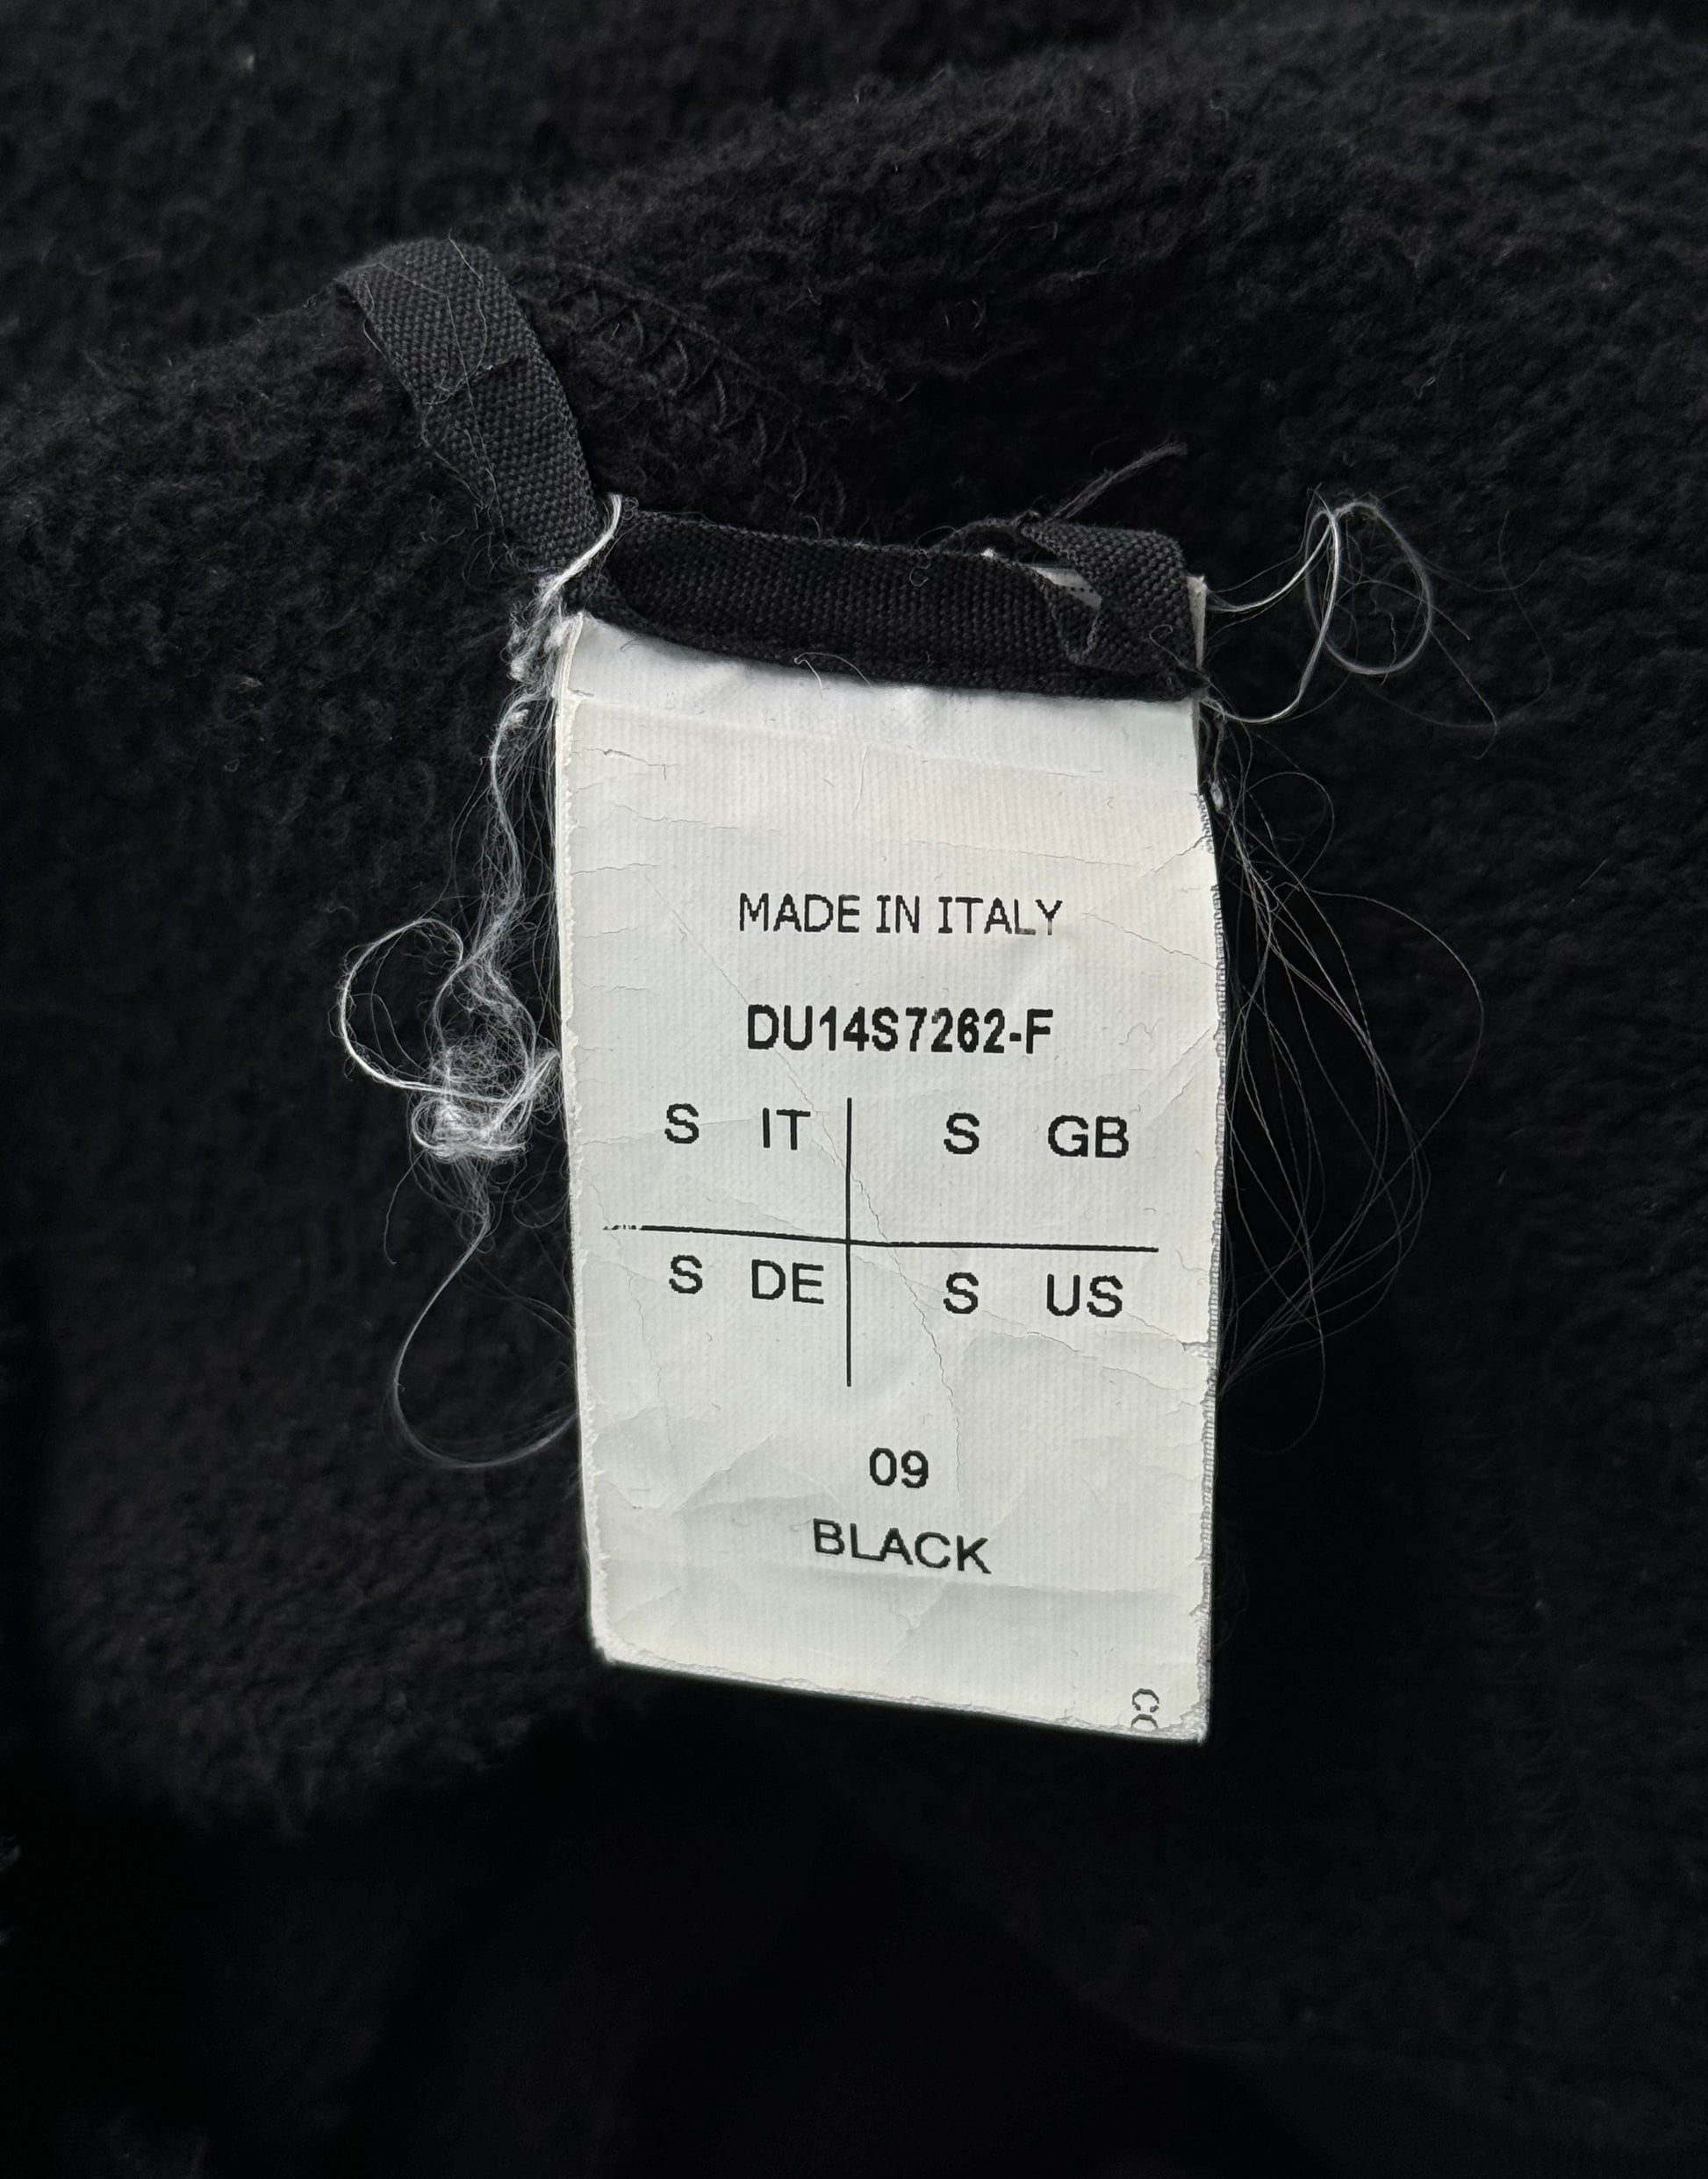 MADE IN ITALY
DU14S7262-F
S IT S GB
S DE S US
09
BLACK